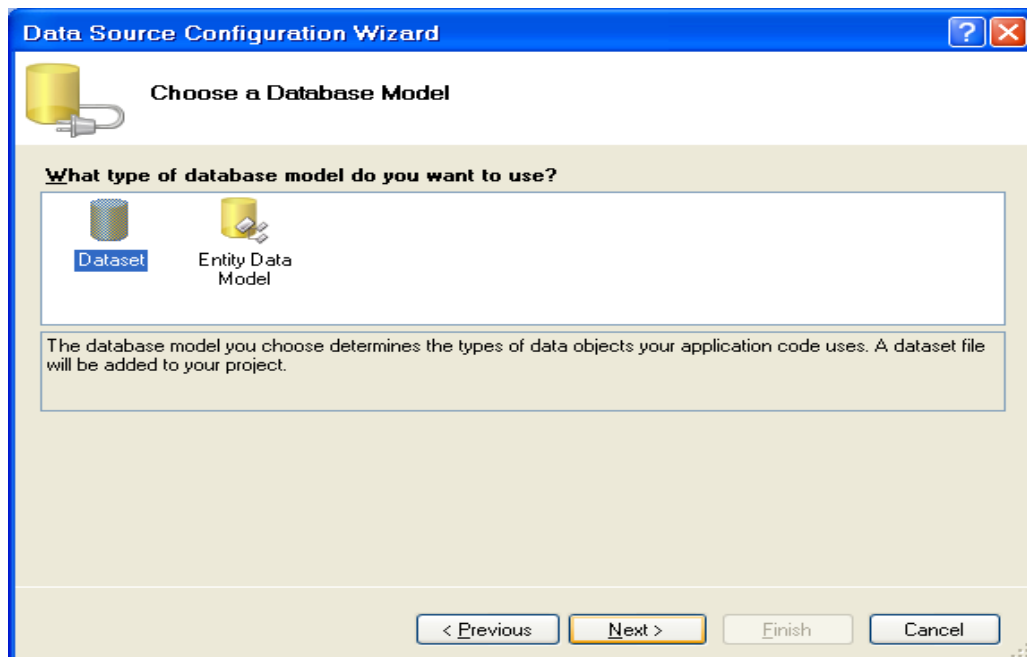 Data Source Configuration Wizard
Choose a Database Model
What type of database model do you want to use?
Dataset
Entity Data
Model
The database model you choose determines the types of data objects your application code uses. A dataset file
will be added to your project.
< Previous
Next >
Finish
Cancel